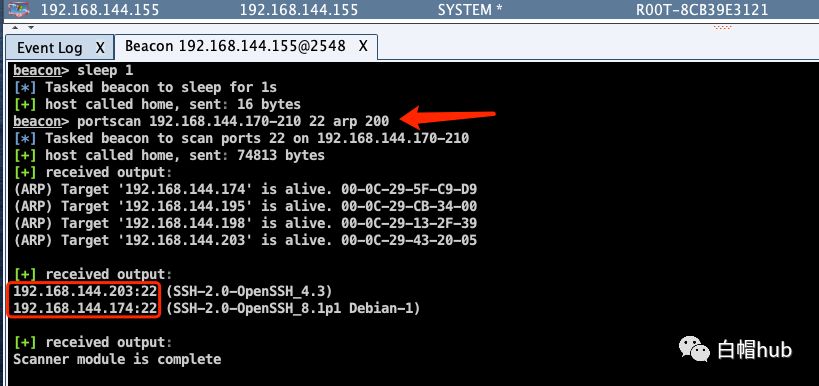 192.168.144.155 192.168.144.155 SYSTEM * R00T-8CB39E3121
Event Log X Beacon 192.168.144.155@2548 X
beacon> sleep 1
[*] Tasked beacon to sleep for 1s
[+] host called home, sent: 16 bytes
beacon> portscan 192.168.144.170-210 22 arp 200
[*] Tasked beacon to scan ports 22 on 192.168.144.170-210
[+] host called home, sent: 74813 bytes
[+] received output:
(ARP) Target '192.168.144.174' is alive. 00-0C-29-5F-C9-D9
(ARP) Target '192.168.144.195' is alive. 00-0C-29-CB-34-00
(ARP) Target '192.168.144.198' is alive. 00-0C-29-13-2F-39
(ARP) Target '192.168.144.203' is alive. 00-0C-29-43-20-05
[+] received output:
192.168.144.203:22 (SSH-2.0-OpenSSH_4.3)
192.168.144.174:22 (SSH-2.0-OpenSSH_8.1p1 Debian-1)
[+] received output:
Scanner module is complete
白帽hub